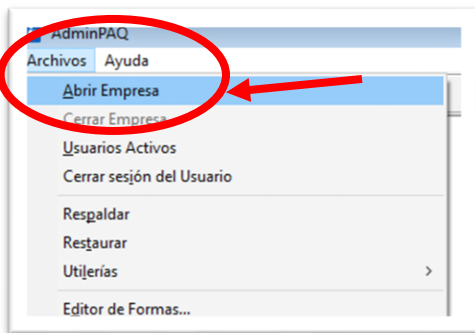 AdminPAQ
Archivos Ayuda
Abrir Empresa
Cerrar Empresa
Usuarios Activos
Cerrar sesión del Usuario
Respaldar
Restaurar
Utilerías
Editor de Formas...